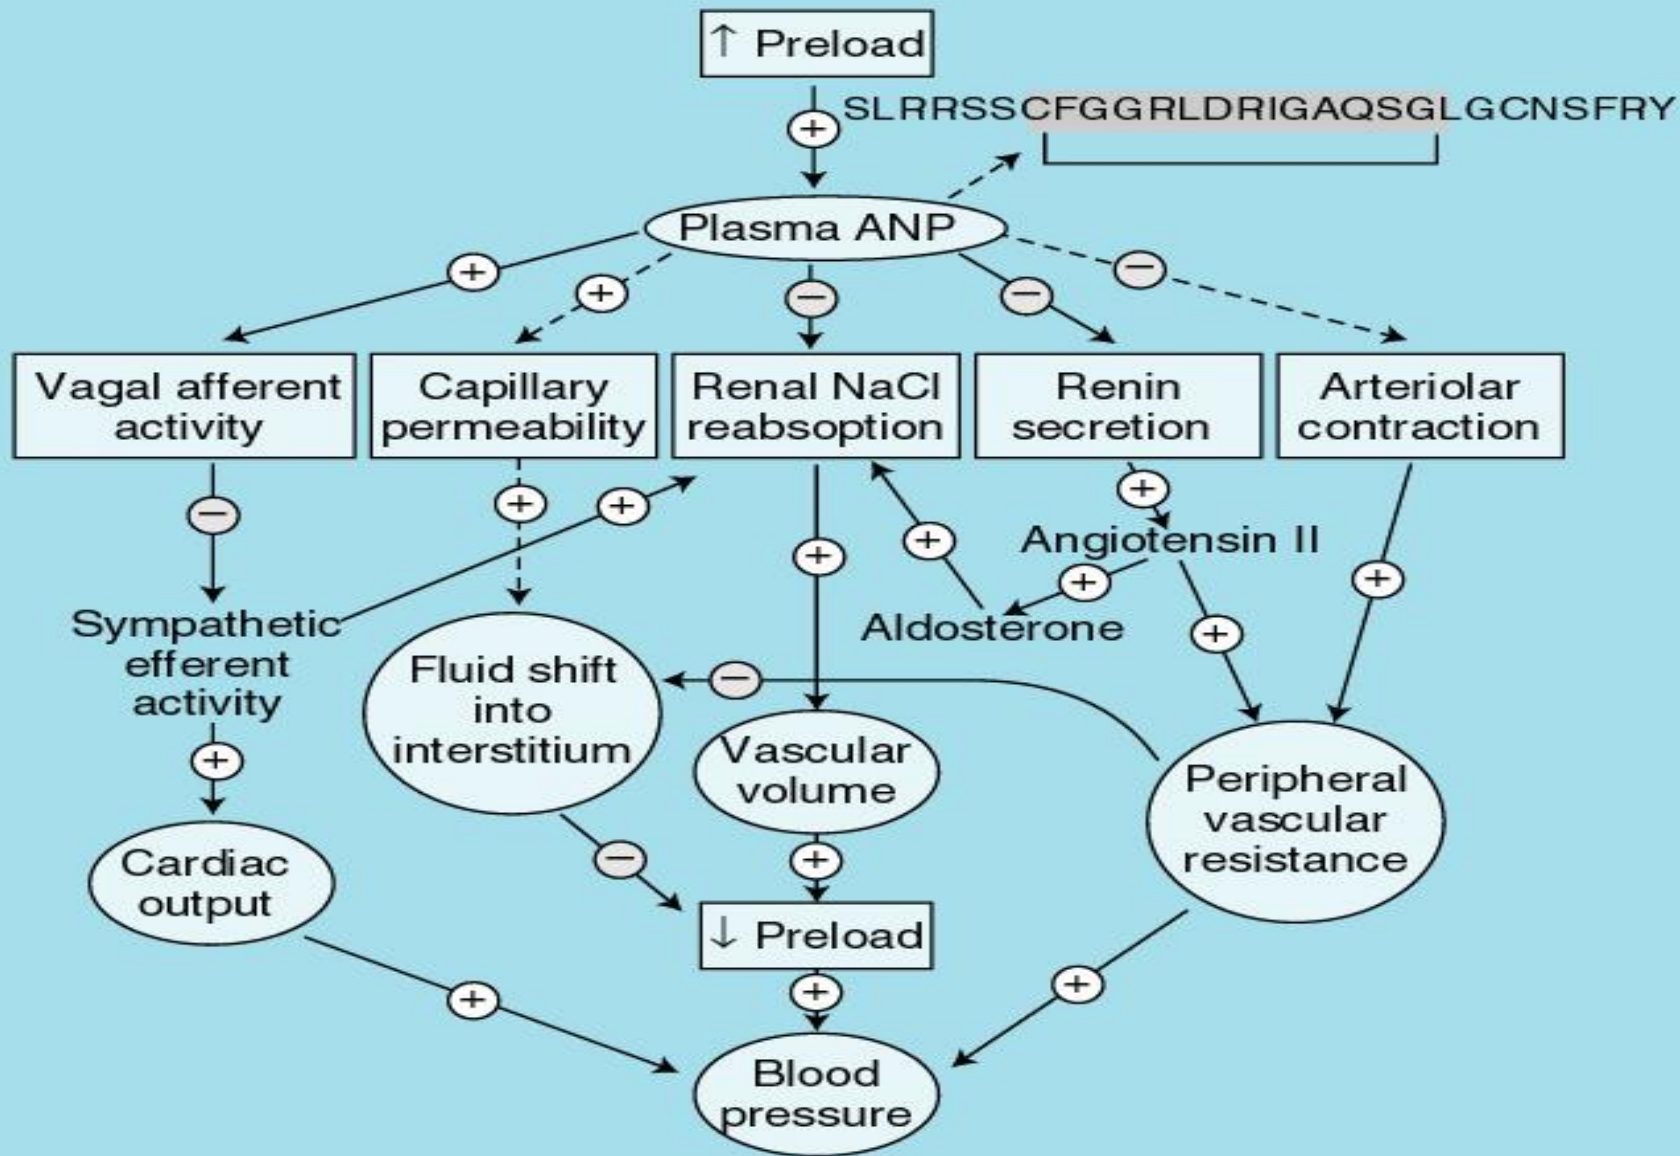 ↑ Preload
+
SLRRSSCFGGRLDRIGAQSGLGCNSFRY
Plasma ANP
+
+
−
−
−
Vagal afferent
activity
Capillary
permeability
Renal NaCl
reabsoption
Renin
secretion
Arteriolar
contraction
−
+
+
+
+
+
Angiotensin II
+
+
Aldosterone
+
Sympathetic
efferent
activity
+
Fluid shift
into
interstitium
−
Vascular
volume
Peripheral
vascular
resistance
Cardiac
output
−
+
↓ Preload
+
+
+
Blood
pressure